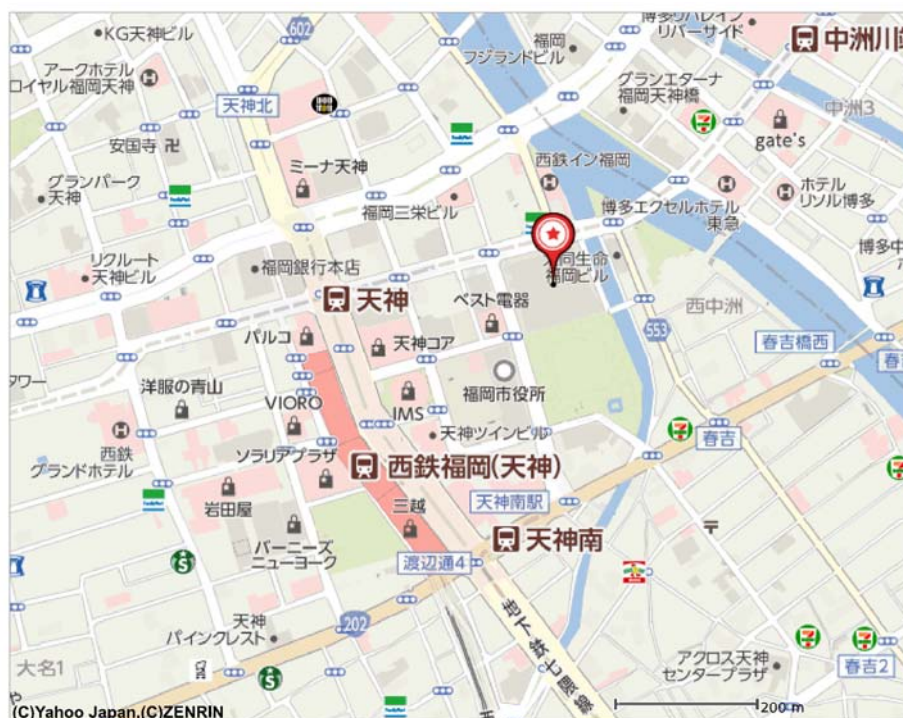 KG天神ビル
602
福岡
フジランドビル
博多リバレイン
リバーサイド
中洲川端
アークホテル
ロイヤル福岡天神
天神北
グランエターナ
福岡天神橋
中洲3
安国寺
ミーナ天神
gate's
西鉄イン福岡
グランパーク
天神
福岡三栄ビル
博多エクセルホテル
東急
ホテル
リソル博多
博多中
リクルート
天神ビル
福岡銀行本店
同生命
福岡ビル
天神
ベスト電器
西中洲
553
パルコ
天神コア
春吉橋西
タワー
洋服の青山
福岡市役所
VIORO
IMS
天神ツインビル
春吉
西鉄
グランドホテル
ソラリアプラザ
西鉄福岡(天神)
岩田屋
天神南駅
三越
バーニーズ
ニューヨーク
天神南
渡辺通4
地下鉄七隈線
202
天神
パインクレスト
大名1
アクロス天神
センタープラザ
春吉2
200 m
(C)Yahoo Japan,(C)ZENRIN